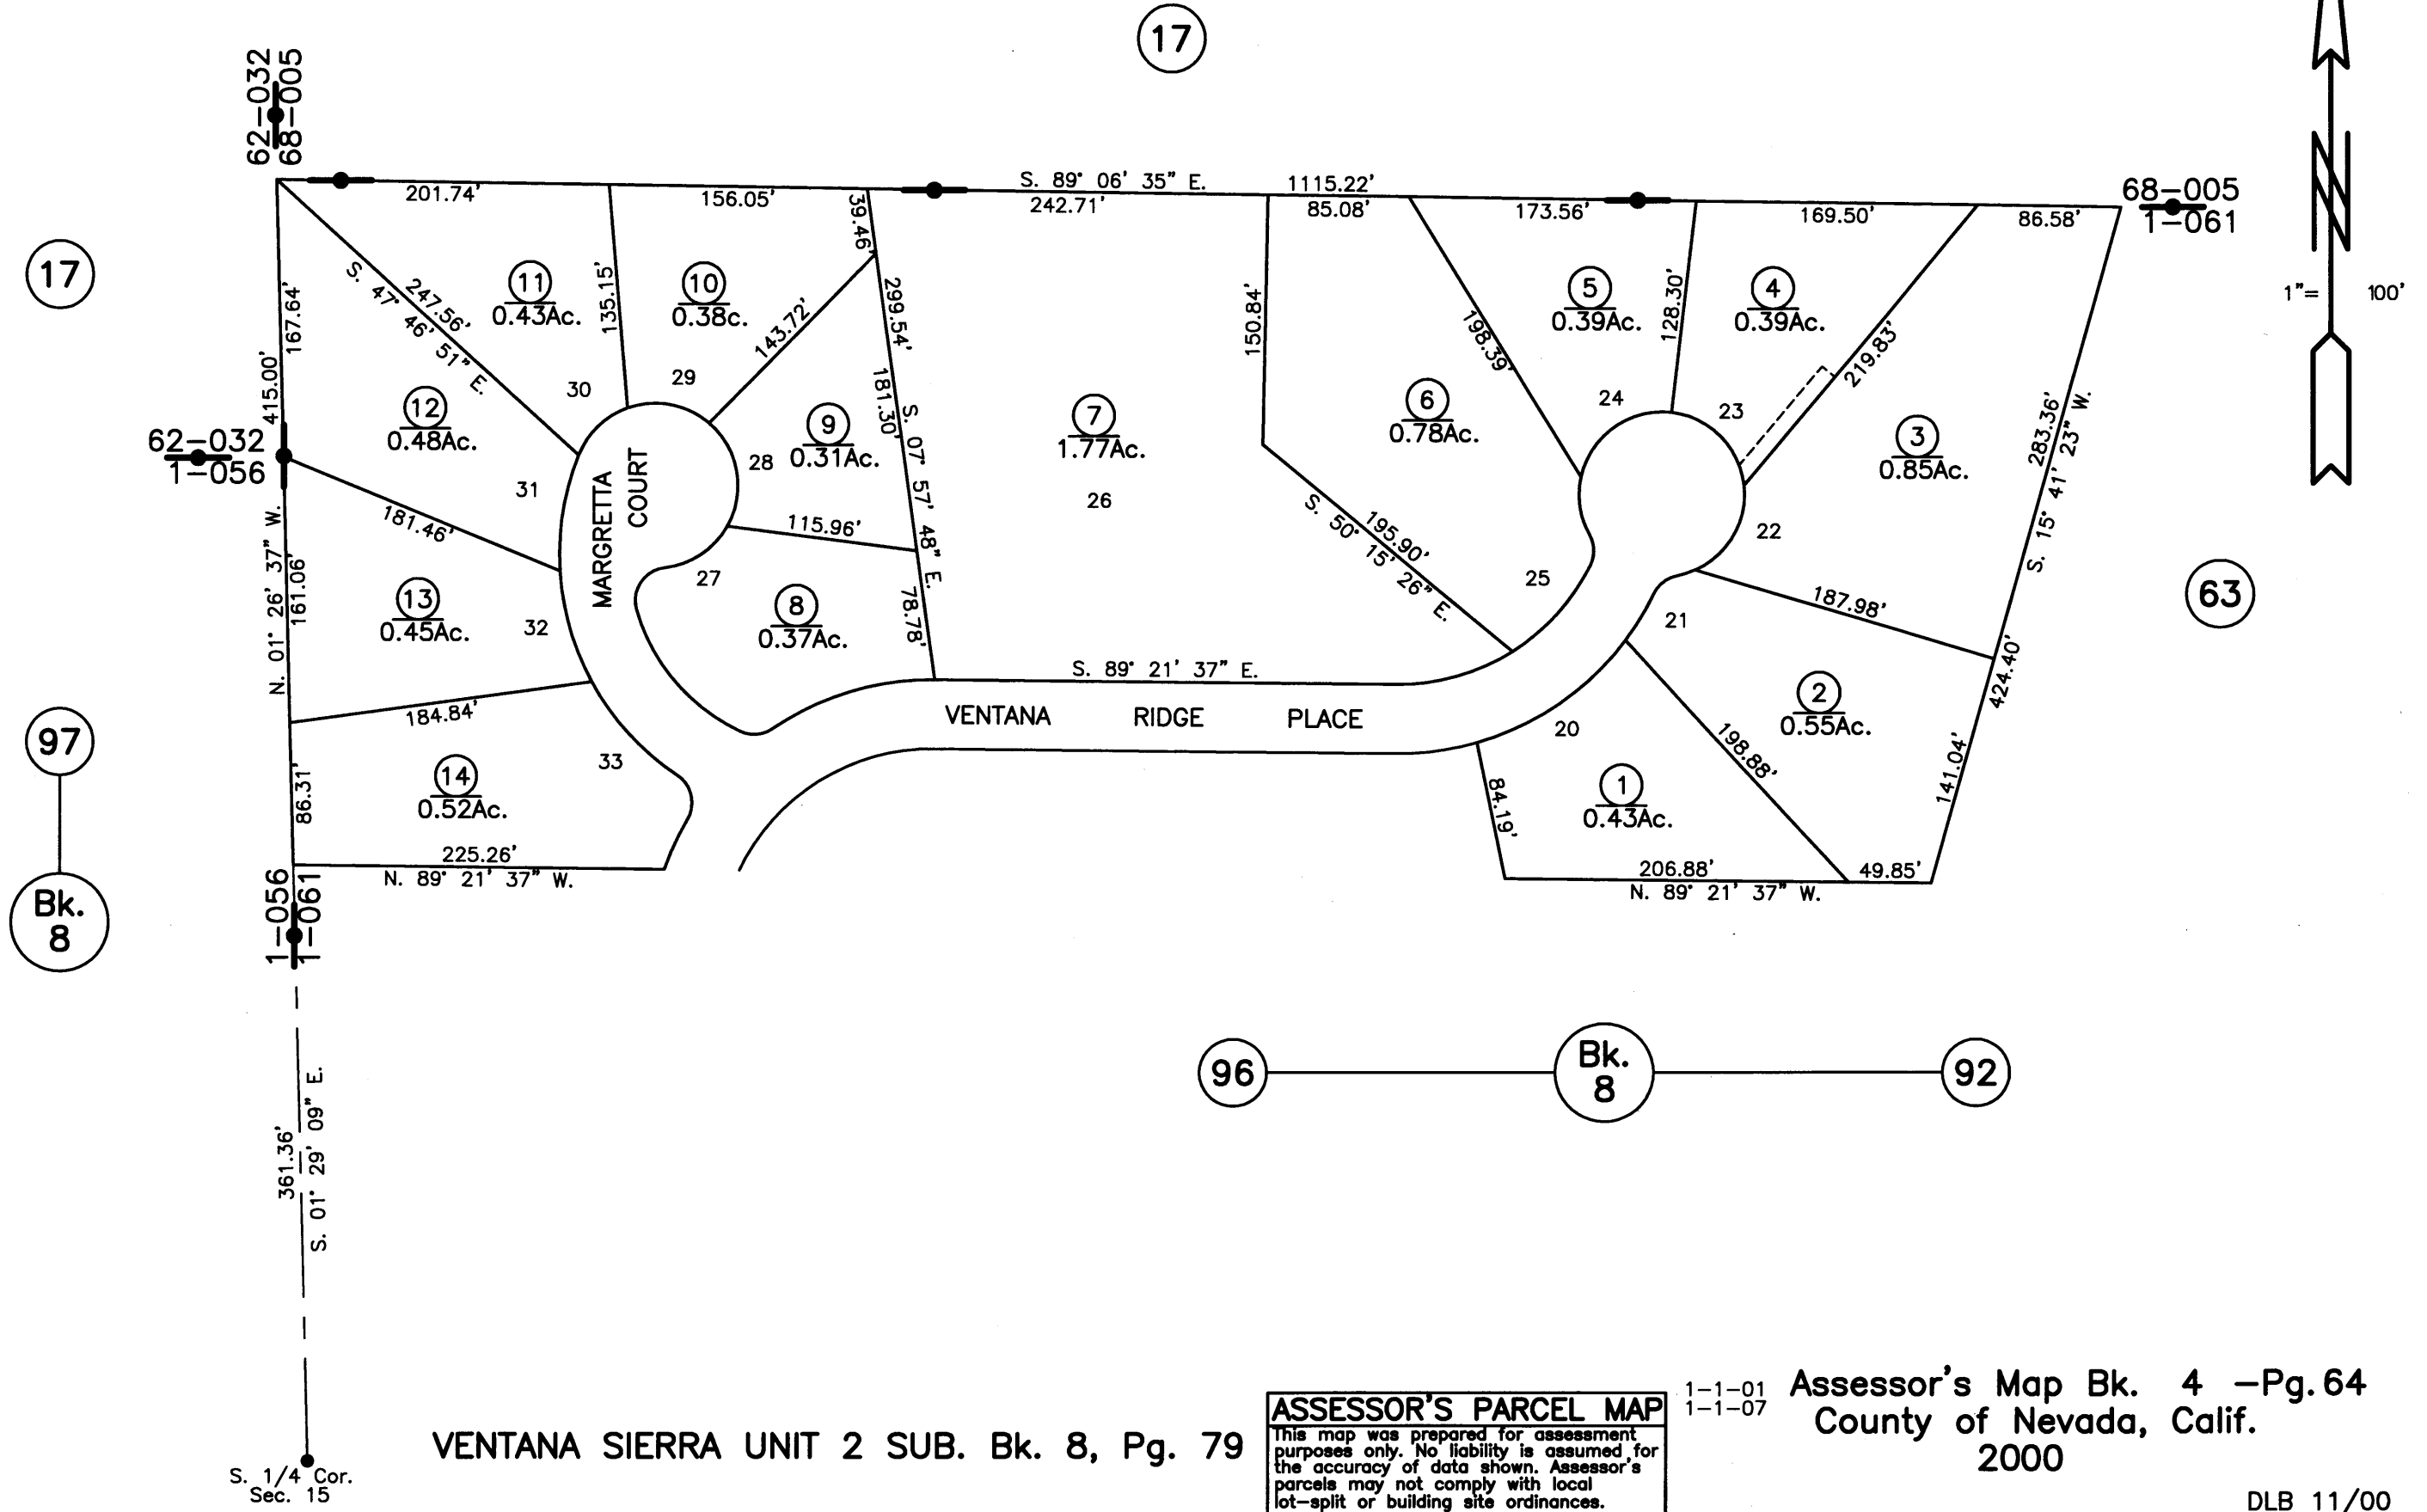 17
62-032
68-005
S. 89° 06' 35" E.
1115.22'
201.74'
156.05'
242.71'
85.08'
173.56'
169.50'
86.58'
68-005
1-061
1"= 100'
17
167.64'
415.00'
S. 47° 46' 51" E.
247.56'
11
0.43Ac.
135.15'
10
0.38c.
39.46'
143.72'
299.54'
181.30'
150.84'
198.39'
5
0.39Ac.
128.30'
4
0.39Ac.
219.83'
283.36'
S. 15° 41' 23" W.
30
29
24
23
12
0.48Ac.
9
0.31Ac.
28
7
1.77Ac.
26
6
0.78Ac.
3
0.85Ac.
62-032
1-056
31
MARGRETTA
COURT
S. 07° 57' 48" E.
181.46'
115.96'
195.90'
S. 50° 15' 26" E.
22
N. 01° 26' 37" W.
161.06'
13
0.45Ac.
32
27
8
0.37Ac.
78.78'
25
21
187.98'
63
424.40'
S. 89° 21' 37" E.
184.84'
VENTANA RIDGE PLACE
20
2
0.55Ac.
198.88'
141.04'
97
33
14
0.52Ac.
86.31'
84.19'
1
0.43Ac.
225.26'
N. 89° 21' 37" W.
206.88'
49.85'
N. 89° 21' 37" W.
Bk.
8
1-056
1-061
96
Bk.
8
92
361.36'
S. 01° 29' 09" E.
S. 1/4 Cor.
Sec. 15
VENTANA SIERRA UNIT 2 SUB. Bk. 8, Pg. 79
ASSESSOR'S PARCEL MAP
This map was prepared for assessment
purposes only. No liability is assumed for
the accuracy of data shown. Assessor's
parcels may not comply with local
lot-split or building site ordinances.
1-1-01
1-1-07
Assessor's Map Bk. 4 -Pg. 64
County of Nevada, Calif.
2000
DLB 11/00